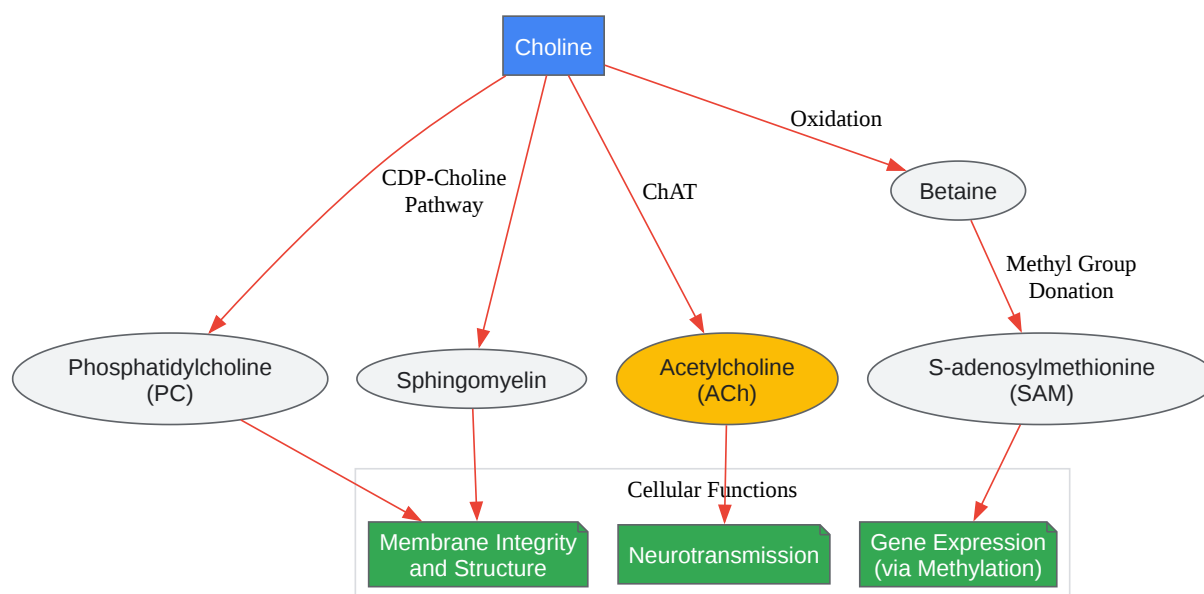 Choline
Oxidation
CDP-Choline
Pathway
ChAT
Betaine
Methyl Group
Donation
Phosphatidylcholine
(PC)
Sphingomyelin
Acetylcholine
(ACh)
S-adenosylmethionine
(SAM)
Cellular Functions
Membrane Integrity
and Structure
Neurotransmission
Gene Expression
(via Methylation)